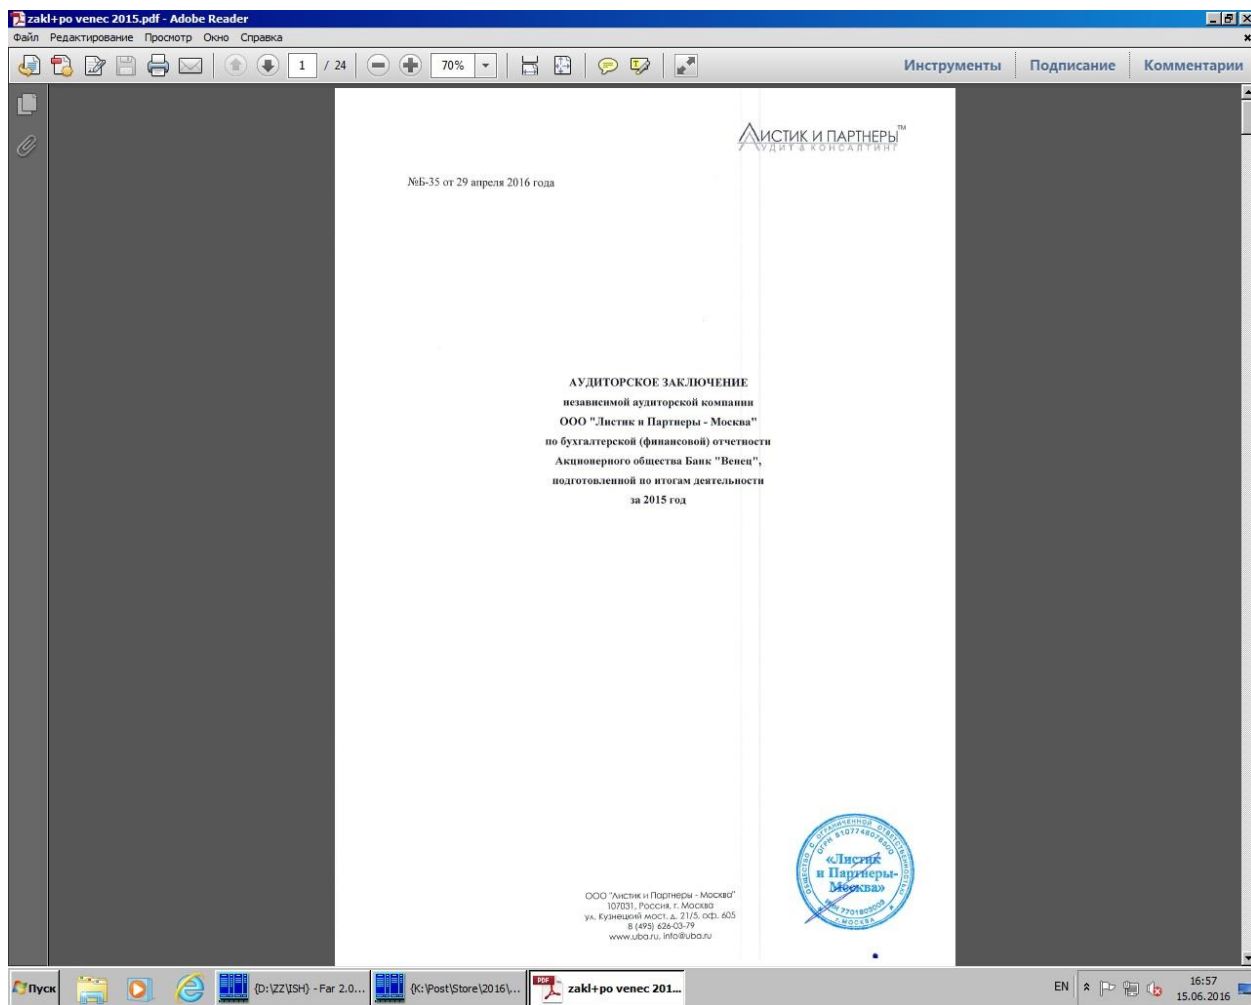 zakl+po venec 2015.pdf - Adobe Reader
Файл Редактирование Просмотр Окно Справка
1 / 24 70% Инструменты Подписание Комментарии
ЛИСТИК И ПАРТНЕРЫ™
АУДИТ & КОНСАЛТИНГ
№Б-35 от 29 апреля 2016 года
АУДИТОРСКОЕ ЗАКЛЮЧЕНИЕ
независимой аудиторской компании
ООО "Листик и Партнеры - Москва"
по бухгалтерской (финансовой) отчетности
Акционерного общества Банк "Венец",
подготовленной по итогам деятельности
за 2015 год
ОБЩЕСТВО С ОГРАНИЧЕННОЙ ОТВЕТСТВЕННОСТЬЮ
«Листик
и Партнеры-
Москва»
Г.МОСКВА
ООО "Листик и Партнеры - Москва"
107031, Россия, г. Москва
ул. Кузнецкий мост, д. 21/5, оф. 605
8 (495) 626-03-79
www.uba.ru, info@uba.ru
Пуск {D:\ZZ\ISH} - Far 2.0... {K:\Post\Store\2016\... zakl+po venec 201... EN 16:57
15.06.2016